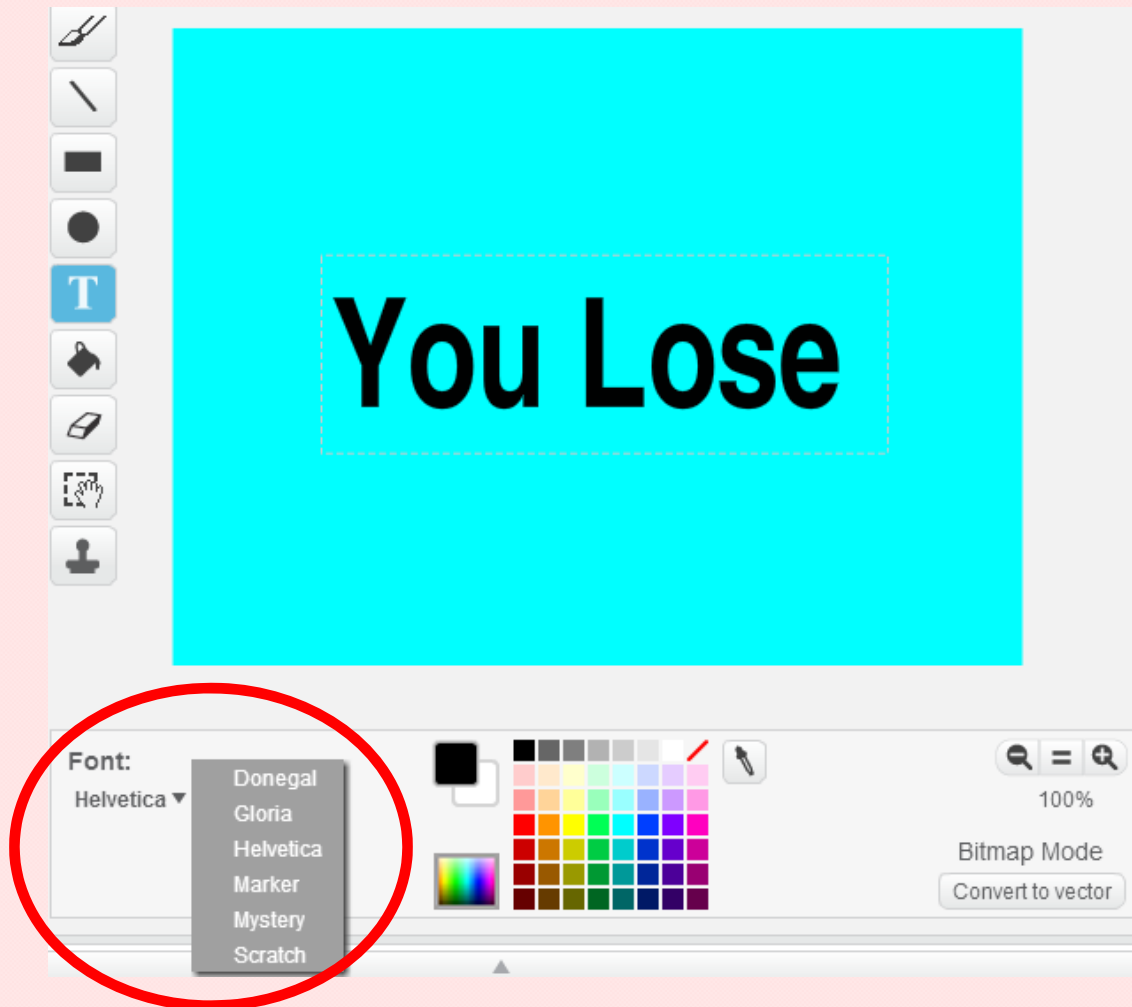 T
You Lose
Font:
Helvetica
Donegal
Gloria
Helvetica
Marker
Mystery
Scratch
100%
Bitmap Mode
Convert to vector